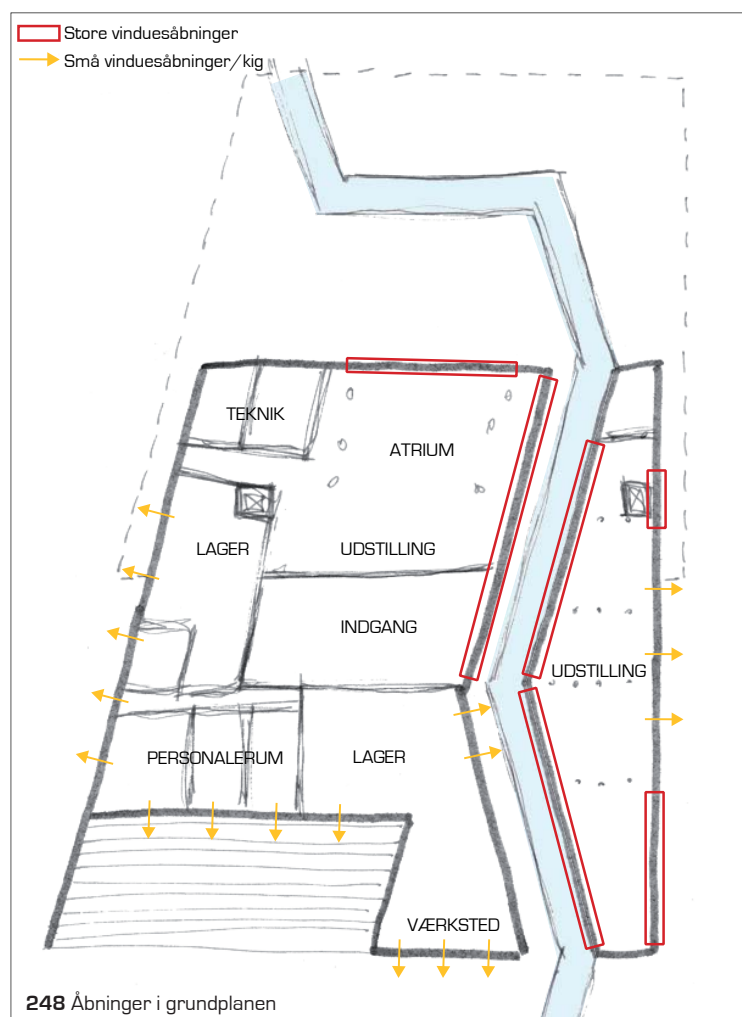 Store vinduesåbninger
Små vinduesåbninger/kig
TEKNIK
ATRIUM
LAGER
UDSTILLING
INDGANG
UDSTILLING
PERSONALERUM
LAGER
VÆRKSTED
248 Åbninger i grundplanen